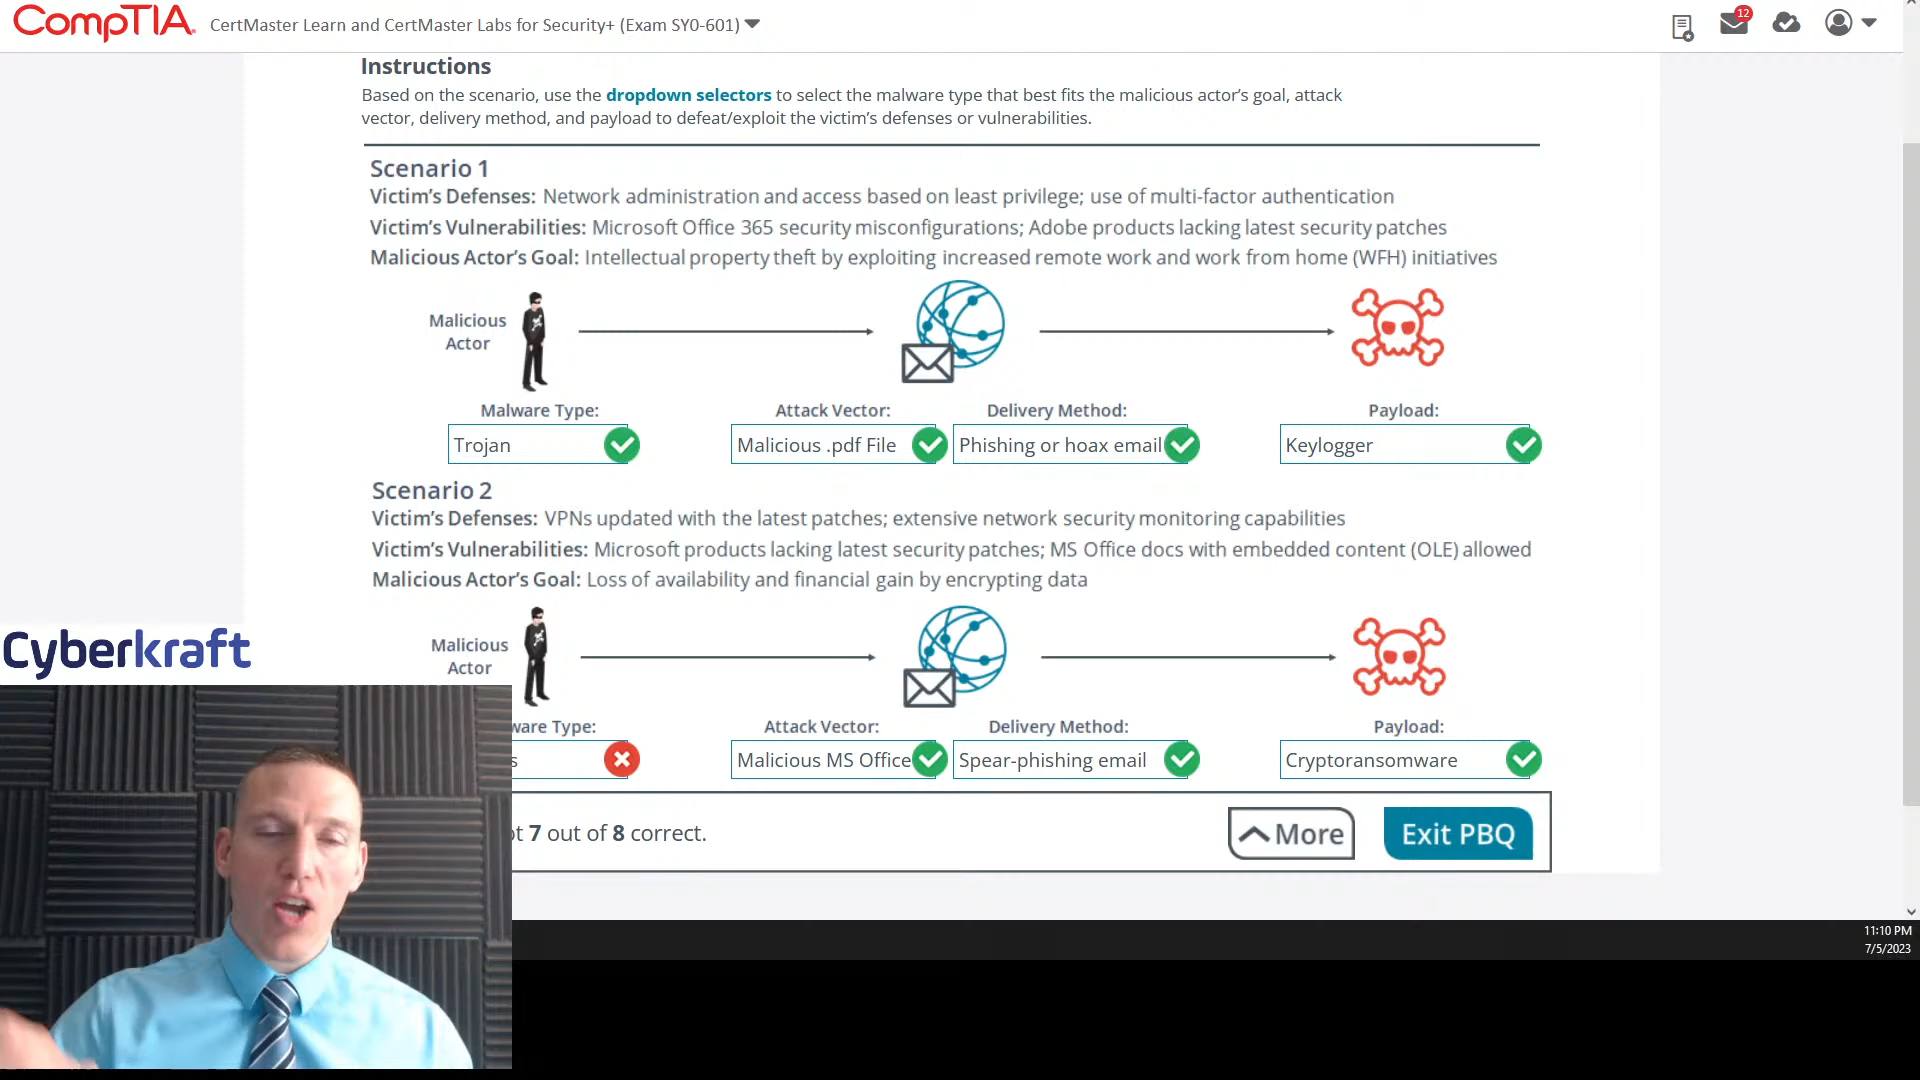 CompTIA.
CertMaster Learn and CertMaster Labs for Security+ (Exam SY0-601)
12
Instructions
Based on the scenario, use the dropdown selectors to select the malware type that best fits the malicious actor's goal, attack
vector, delivery method, and payload to defeat/exploit the victim's defenses or vulnerabilities.
Scenario 1
Victim's Defenses: Network administration and access based on least privilege; use of multi-factor authentication
Victim's Vulnerabilities: Microsoft Office 365 security misconfigurations; Adobe products lacking latest security patches
Malicious Actor's Goal: Intellectual property theft by exploiting increased remote work and work from home (WFH) initiatives
Malicious
Actor
Malware Type: Attack Vector: Delivery Method: Payload:
Trojan Malicious .pdf File Phishing or hoax email Keylogger
Scenario 2
Victim's Defenses: VPNs updated with the latest patches; extensive network security monitoring capabilities
Victim's Vulnerabilities: Microsoft products lacking latest security patches; MS Office docs with embedded content (OLE) allowed
Malicious Actor's Goal: Loss of availability and financial gain by encrypting data
Cyberkraft
Malicious
Actor
ware Type: Attack Vector: Delivery Method: Payload:
s Malicious MS Office Spear-phishing email Cryptoransomware
t 7 out of 8 correct.
More
Exit PBQ
11:10 PM
7/5/2023